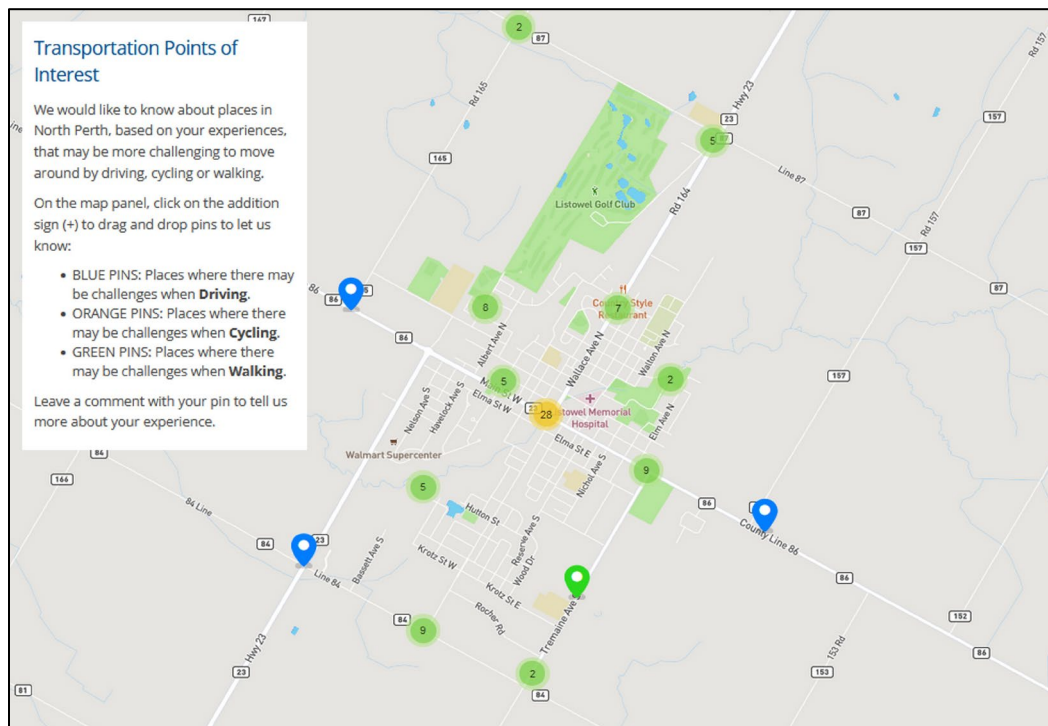 Transportation Points of
Interest
We would like to know about places in
North Perth, based on your experiences,
that may be more challenging to move
around by driving, cycling or walking.
On the map panel, click on the addition
sign (+) to drag and drop pins to let us
know:
• BLUE PINS: Places where there may
be challenges when Driving.
• ORANGE PINS: Places where there
may be challenges when Cycling.
• GREEN PINS: Places where there
may be challenges when Walking.
Leave a comment with your pin to tell us
more about your experience.
167
2
87
Rd 165
165
Hwy 23
23
87
5
Rd 157
157
Line 87
87
Rd 164
Listowel Golf Club
157
Rd 157
87
86
86
8
Style
Restaurant
7
86
Albert Ave N
Wallace Ave N
Walton Ave N
2
157
5
Elma St W
23
28
Memorial
Hospital
Elm Ave N
Nelson Ave S
Havelock Ave S
Elma St E
Walmart Supercenter
84
166
84 Line
5
Nichol Ave S
9
86
County Line 86
Hutton St
84
23
Line 84
Bassett Ave S
Krotz St W
Reserve Ave S
Wood Dr
Krotz St E
86
84
Rocher Rd
9
Tremaine Ave S
152
153 Rd
86
Hwy 23
23
2
84
153
81